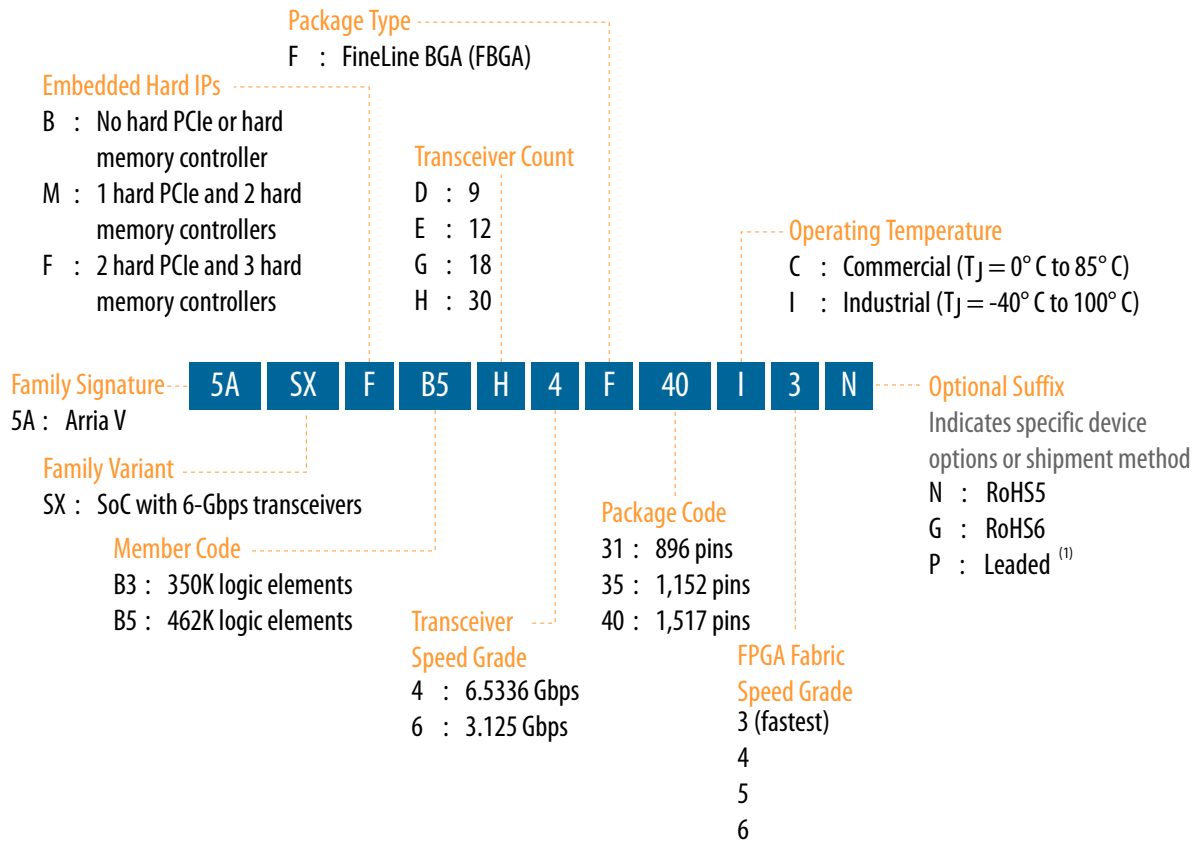 Package Type
F : FineLine BGA (FBGA)
Embedded Hard IPs
B : No hard PCIe or hard
memory controller
M : 1 hard PCIe and 2 hard
memory controllers
F : 2 hard PCIe and 3 hard
memory controllers
Transceiver Count
D : 9
E : 12
G : 18
H : 30
Operating Temperature
C : Commercial (TJ = 0° C to 85° C)
I : Industrial (TJ = -40° C to 100° C)
Family Signature
5A : Arria V
5A SX F B5 H 4 F 40 I 3 N
Optional Suffix
Indicates specific device
options or shipment method
N : RoHS5
G : RoHS6
P : Leaded (1)
Family Variant
SX : SoC with 6-Gbps transceivers
Member Code
B3 : 350K logic elements
B5 : 462K logic elements
Transceiver
Speed Grade
4 : 6.5336 Gbps
6 : 3.125 Gbps
Package Code
31 : 896 pins
35 : 1,152 pins
40 : 1,517 pins
FPGA Fabric
Speed Grade
3 (fastest)
4
5
6